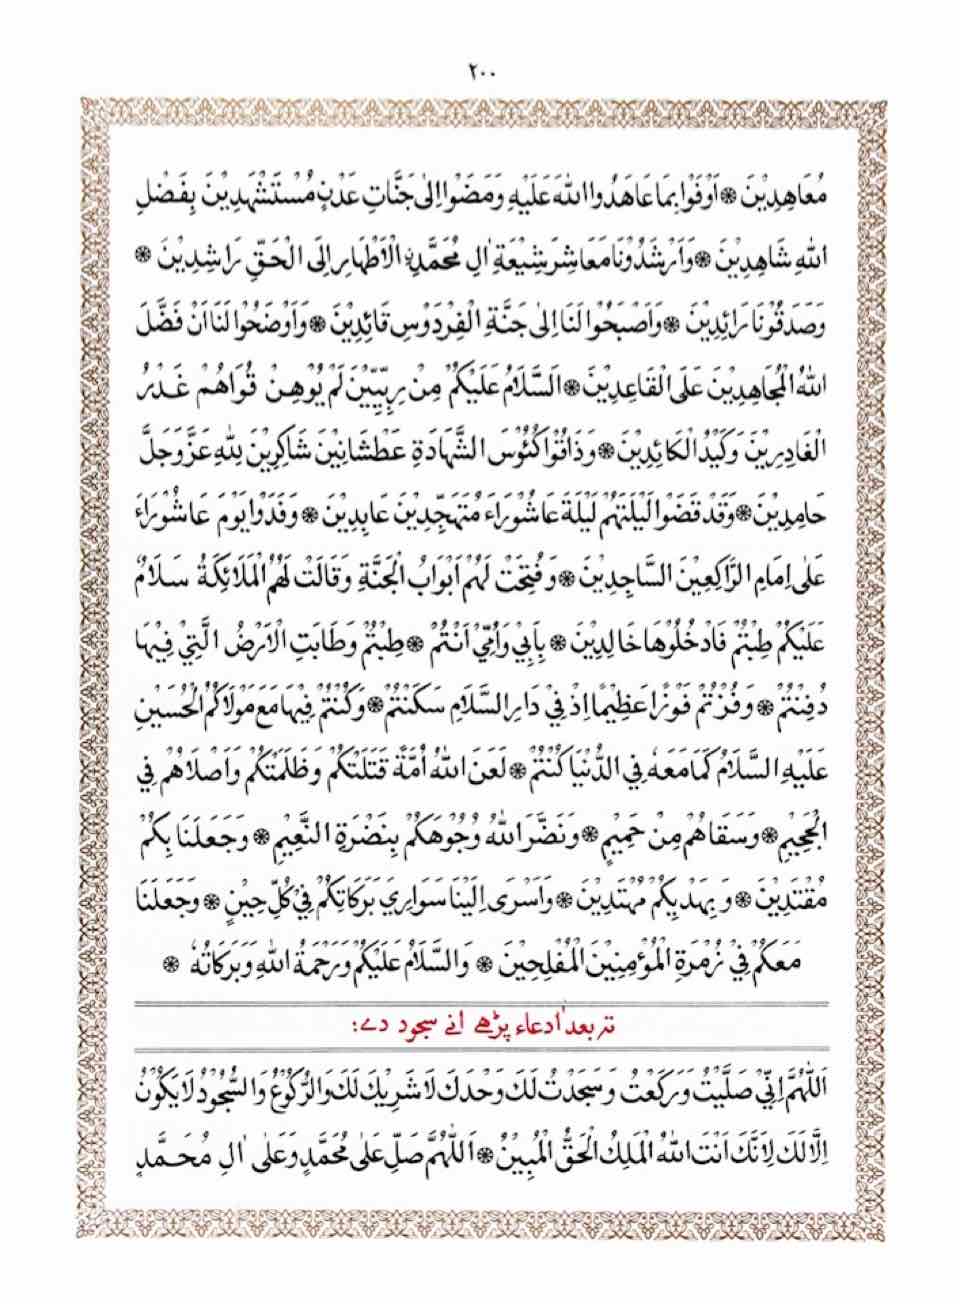 ٢٠٠
مُعَاهِدِيْنَ ۞ اَوْفَوْا بِمَا عَاهَدُوا اللهَ عَلَيْهِ وَمَضَوْا اِلٰى جَنَّاتِ عَدْنٍ مُسْتَشْهَدِيْنَ بِفَضْلِ
اللهِ شَاهِدِيْنَ ۞ وَاَرْشَدُوْنَا مَعَاشِرَ شِيْعَةِ اٰلِ مُحَمَّدِنِ الْاَطْهَارِ اِلَى الْحَقِّ رَاشِدِيْنَ ۞
وَصَدَقُوْنَا رَائِدِيْنَ ۞ وَاَصْبَحُوْا لَنَا اِلٰى جَنَّةِ الْفِرْدَوْسِ قَائِدِيْنَ ۞ وَاَوْضَحُوْا لَنَا اَنْ فَضَّلَ
اللهُ الْمُجَاهِدِيْنَ عَلَى الْقَاعِدِيْنَ ۞ اَلسَّلَامُ عَلَيْكُمْ مِنْ رِبِّيِّيْنَ لَمْ يُوْهِنْ قُوَاهُمْ غَدْرُ
الْغَادِرِيْنَ وَكَيْدُ الْكَائِدِيْنَ ۞ وَذَاقُوْا كُئُوْسَ الشَّهَادَةِ عَطْشَانِيْنَ شَاكِرِيْنَ لِلّٰهِ عَزَّ وَجَلَّ
حَامِدِيْنَ ۞ وَقَدْ قَضَوْا لَيْلَتَهُمْ لَيْلَةَ عَاشُوْرَاءَ مُتَهَجِّدِيْنَ عَابِدِيْنَ ۞ وَفَدَوْا يَوْمَ عَاشُوْرَاءَ
عَلٰى اِمَامِ الرَّاكِعِيْنَ السَّاجِدِيْنَ ۞ وَفُتِحَتْ لَهُمْ اَبْوَابُ الْجَنَّةِ وَقَالَتْ لَهُمُ الْمَلَائِكَةُ سَلَامٌ
عَلَيْكُمْ طِبْتُمْ فَادْخُلُوْهَا خَالِدِيْنَ ۞ بِاَبِيْ وَاُمِّيْ اَنْتُمْ ۞ طِبْتُمْ وَطَابَتِ الْاَرْضُ الَّتِيْ فِيْهَا
دُفِنْتُمْ ۞ وَفُزْتُمْ فَوْزًا عَظِيْمًا اِذْ فِيْ دَارِ السَّلَامِ سَكَنْتُمْ ۞ وَكُنْتُمْ فِيْهَا مَعَ مَوْلَاكُمُ الْحُسَيْنِ
عَلَيْهِ السَّلَامُ كَمَا مَعَهٗ فِي الدُّنْيَا كُنْتُمْ ۞ لَعَنَ اللهُ اُمَّةً قَتَلَتْكُمْ وَظَلَمَتْكُمْ وَاَصْلَاهُمْ فِي
الْجَحِيْمِ ۞ وَسَقَاهُمْ مِنْ حَمِيْمٍ ۞ وَنَضَّرَ اللهُ وُجُوْهَكُمْ بِنَضْرَةِ النَّعِيْمِ ۞ وَجَعَلَنَا بِكُمْ
مُقْتَدِيْنَ ۞ وَبِهَدْيِكُمْ مُهْتَدِيْنَ ۞ وَاَسْرَى اِلَيْنَا سَوَارِيَ بَرَكَاتِكُمْ فِيْ كُلِّ حِيْنٍ ۞ وَجَعَلَنَا
مَعَكُمْ فِيْ زُمْرَةِ الْمُؤْمِنِيْنَ الْمُفْلِحِيْنَ ۞ وَالسَّلَامُ عَلَيْكُمْ وَرَحْمَةُ اللهِ وَبَرَكَاتُهٗ ۞
تہ بعد اٰ دعاء پڑھے انے سجود دے:
اَللّٰهُمَّ اِنِّيْ صَلَّيْتُ وَرَكَعْتُ وَسَجَدْتُ لَكَ وَحْدَكَ لَا شَرِيْكَ لَكَ وَالرُّكُوْعُ وَالسُّجُوْدُ لَا يَكُوْنُ
اِلَّا لَكَ لِاَنَّكَ اَنْتَ اللهُ الْمَلِكُ الْحَقُّ الْمُبِيْنُ ۞ اَللّٰهُمَّ صَلِّ عَلٰى مُحَمَّدٍ وَعَلٰى اٰلِ مُحَمَّدٍ